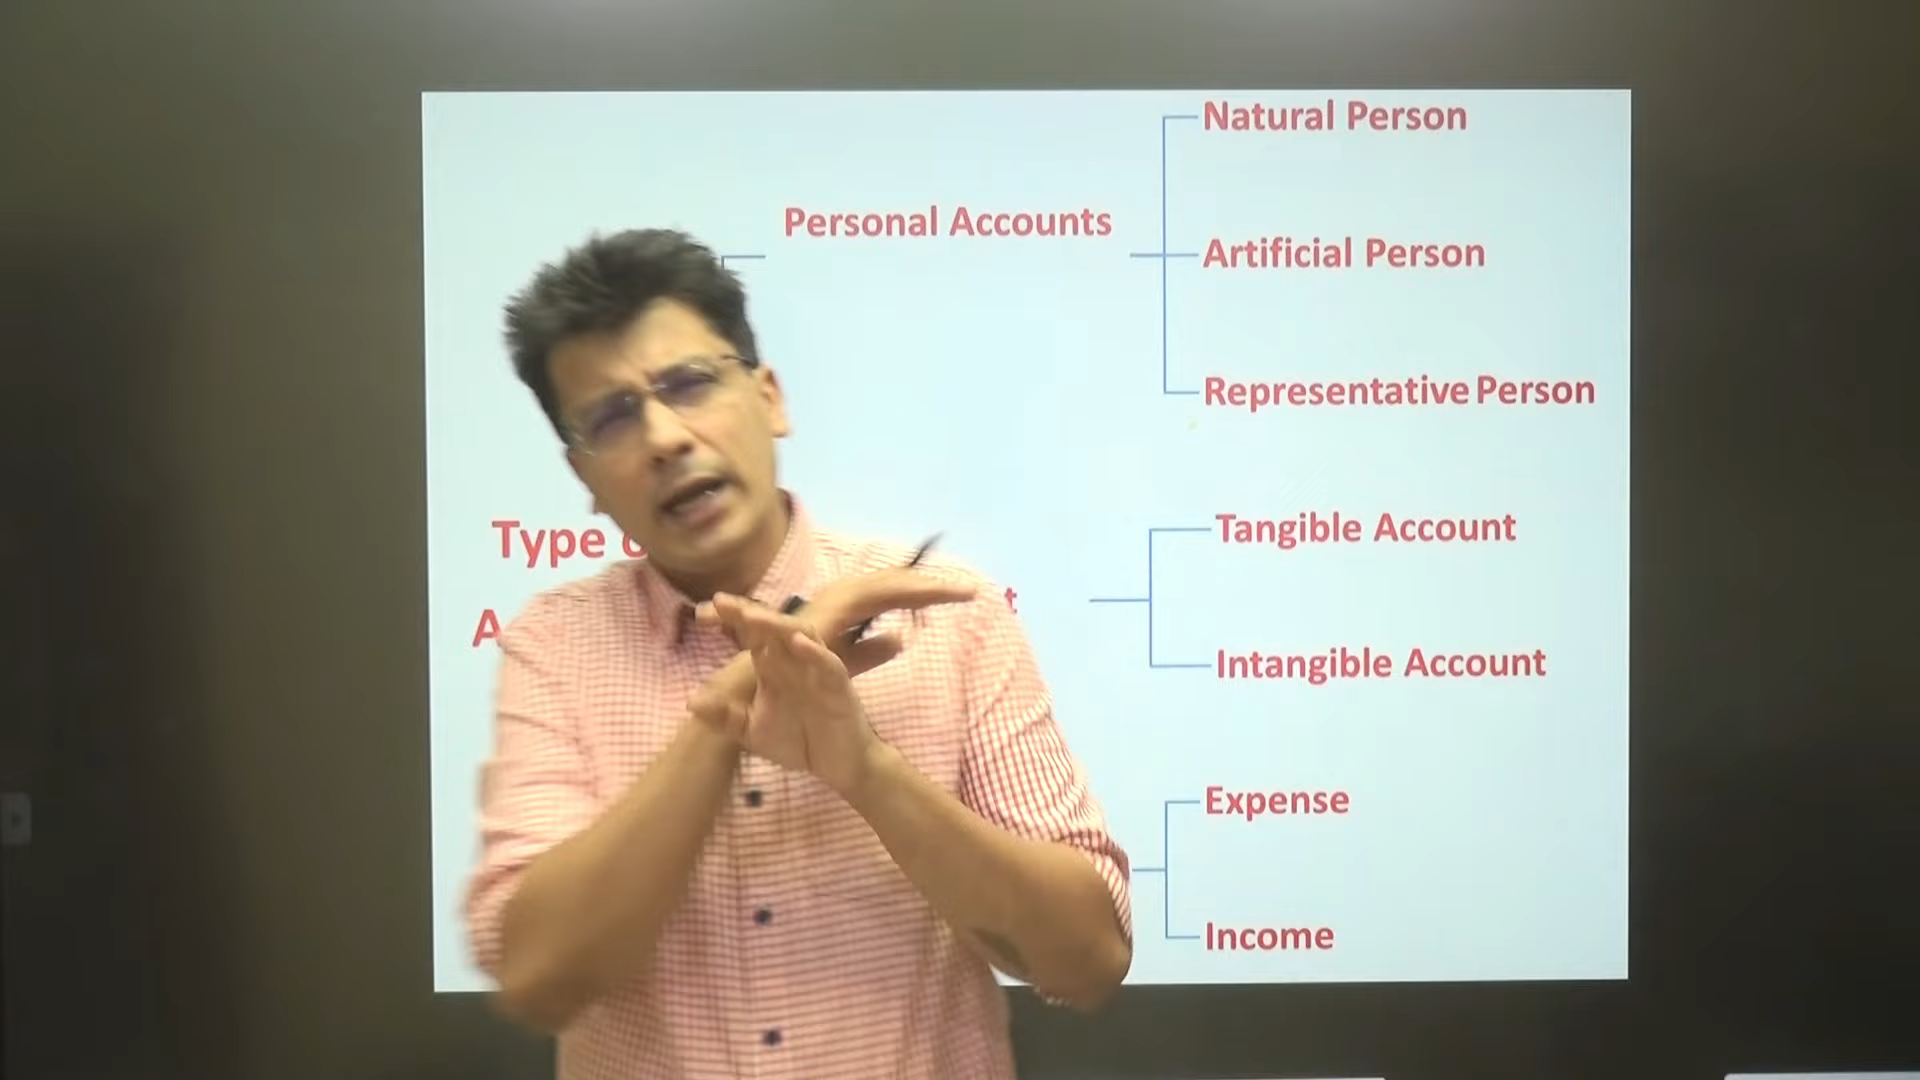 Natural Person
Personal Accounts
Artificial Person
Representative Person
Type
Tangible Account
Intangible Account
Expense
Income